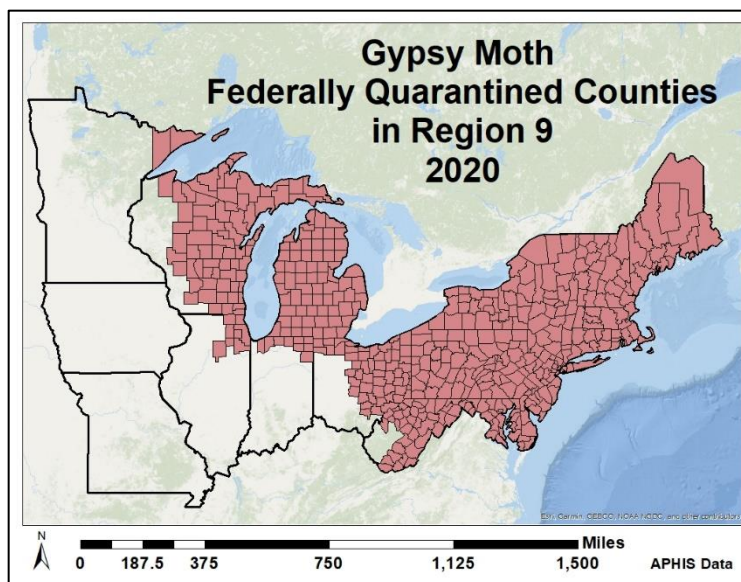 Gypsy Moth
Federally Quarantined Counties
in Region 9
2020
Esri, Garmin, GEBCO, NOAA NGDC, and other contributors
N
Miles
0 187.5 375 750 1,125 1,500 APHIS Data